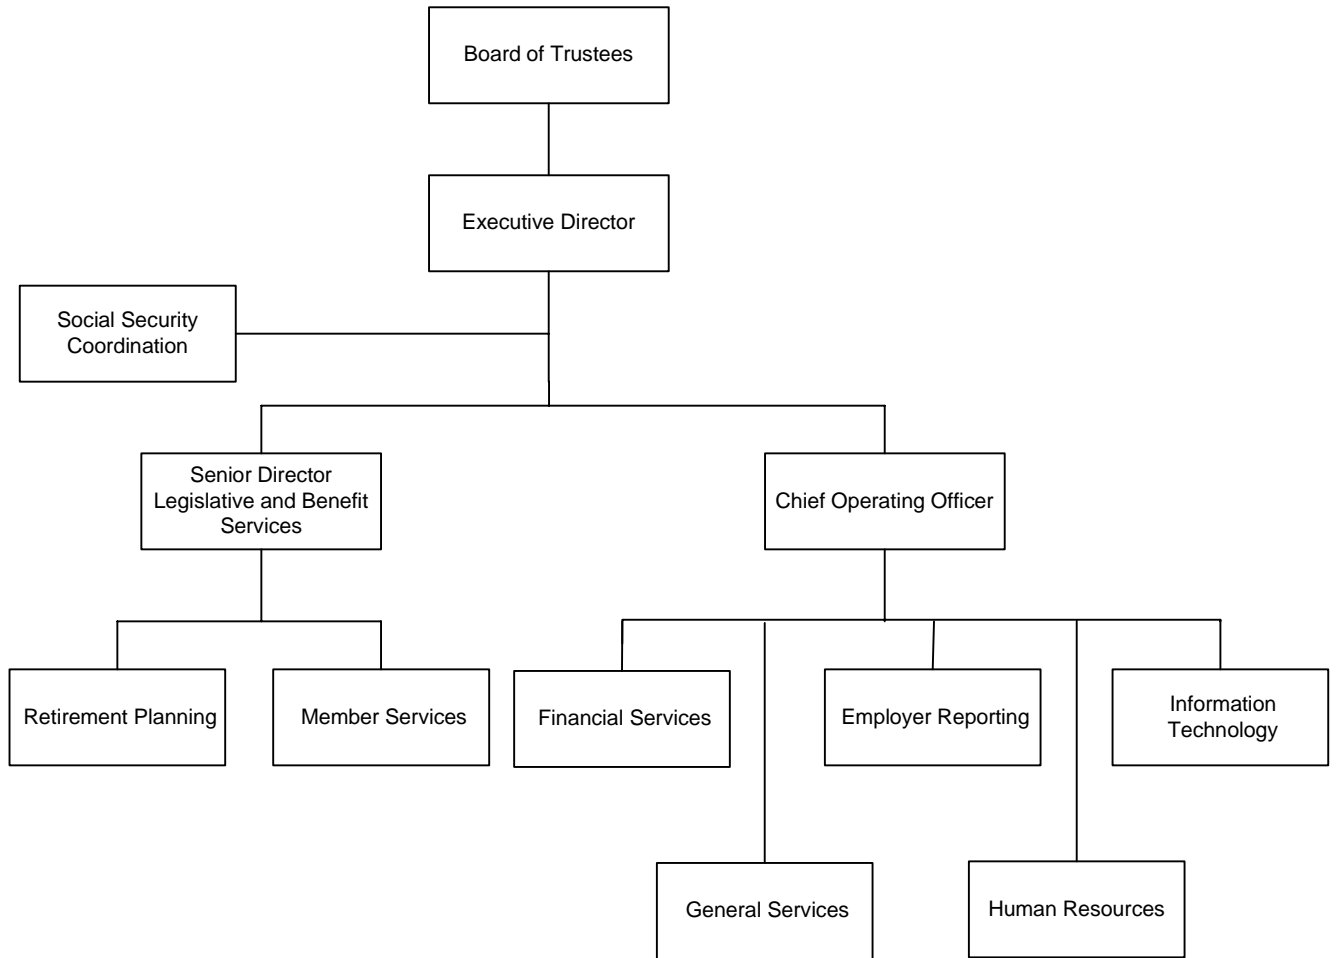 Board of Trustees
Executive Director
Social Security
Coordination
Senior Director
Legislative and Benefit
Services
Chief Operating Officer
Retirement Planning
Member Services
Financial Services
Employer Reporting
Information
Technology
General Services
Human Resources